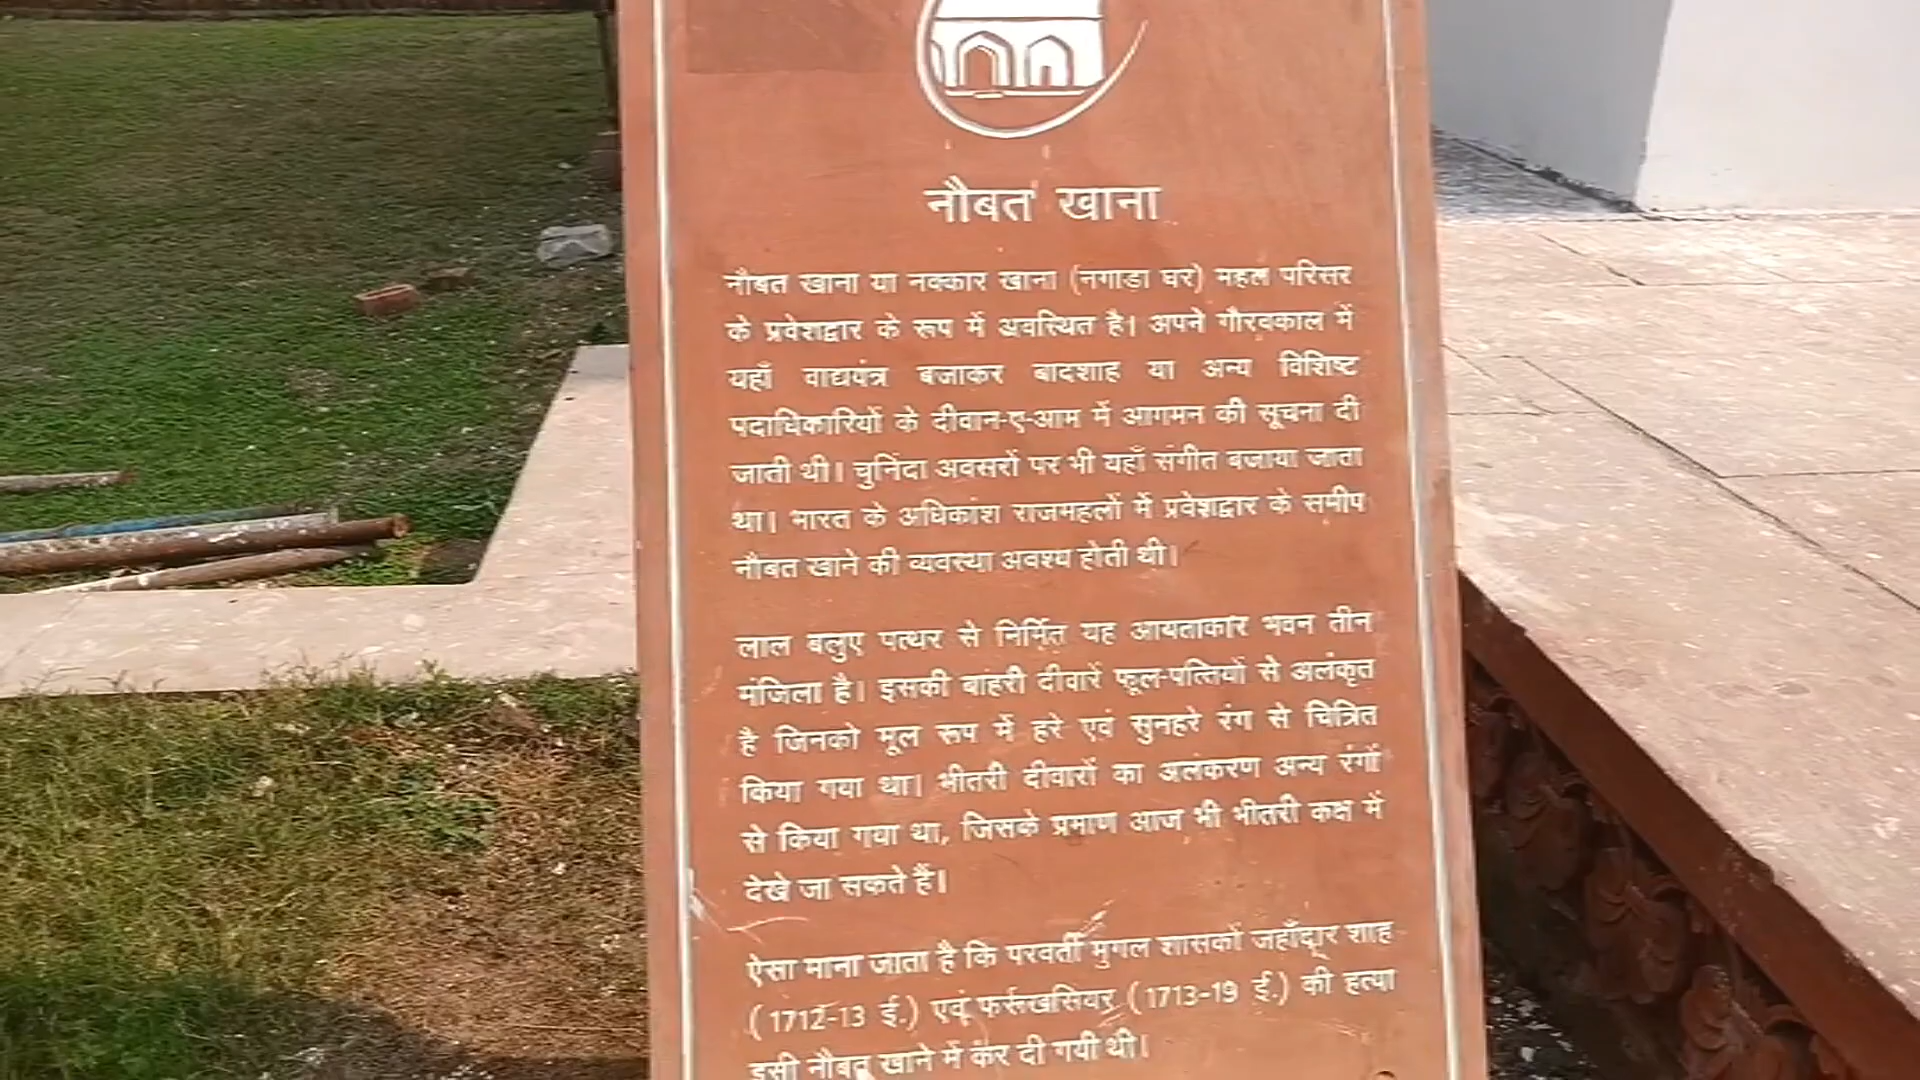 नौबत खाना
नौबत खाना या नक्कार खाना (नगाडा घर) महल परिसर
के प्रवेशद्वार के रूप में अवस्थित है। अपने गौरवकाल में
यहाँ वाद्ययंत्र बजाकर बादशाह या अन्य विशिष्ट
पदाधिकारियों के दीवान-ए-आम में आगमन की सूचना दी
जाती थी। चुनिंदा अवसरों पर भी यहाँ संगीत बजाया जाता
था। भारत के अधिकांश राजमहलों में प्रवेशद्वार के समीप
नौबत खाने की व्यवस्था अवश्य होती थी।
लाल बलुए पत्थर से निर्मित यह आयताकार भवन तीन
मंजिला है। इसकी बाहरी दीवारें फूल-पत्तियों से अलंकृत
है जिनको मूल रूप में हरे एवं सुनहरे रंग से चित्रित
किया गया था। भीतरी दीवारों का अलंकरण अन्य रंगों
से किया गया था, जिसके प्रमाण आज भी भीतरी कक्ष में
देखे जा सकते हैं।
ऐसा माना जाता है कि परवर्ती मुगल शासकों जहाँदार शाह
(1712-13 ई.) एवं फर्रूखसियर (1713-19 ई.) की हत्या
इसी नौबत खाने में कर दी गयी थी।